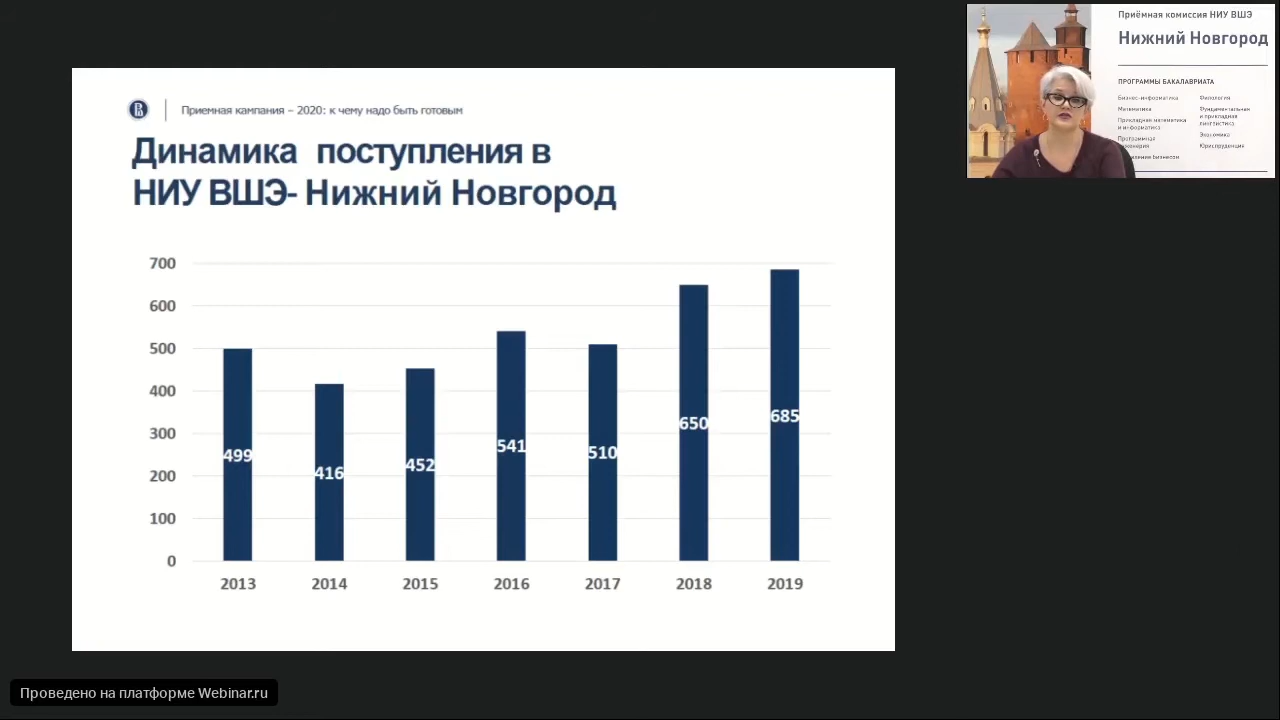 Приемная кампания – 2020: к чему надо быть готовым
Динамика поступления в
НИУ ВШЭ- Нижний Новгород
700
600
500
400
300
200
100
0
499
416
452
541
510
650
685
2013
2014
2015
2016
2017
2018
2019
Приёмная комиссия НИУ ВШЭ
Нижний Новгород
ПРОГРАММЫ БАКАЛАВРИАТА
Бизнес-информатика
Математика
Прикладная математика
и информатика
Программная
Филология
Фундаментальная
и прикладная
лингвистика
Экономика
Юриспруденция
бизнесом
Проведено на платформе Webinar.ru